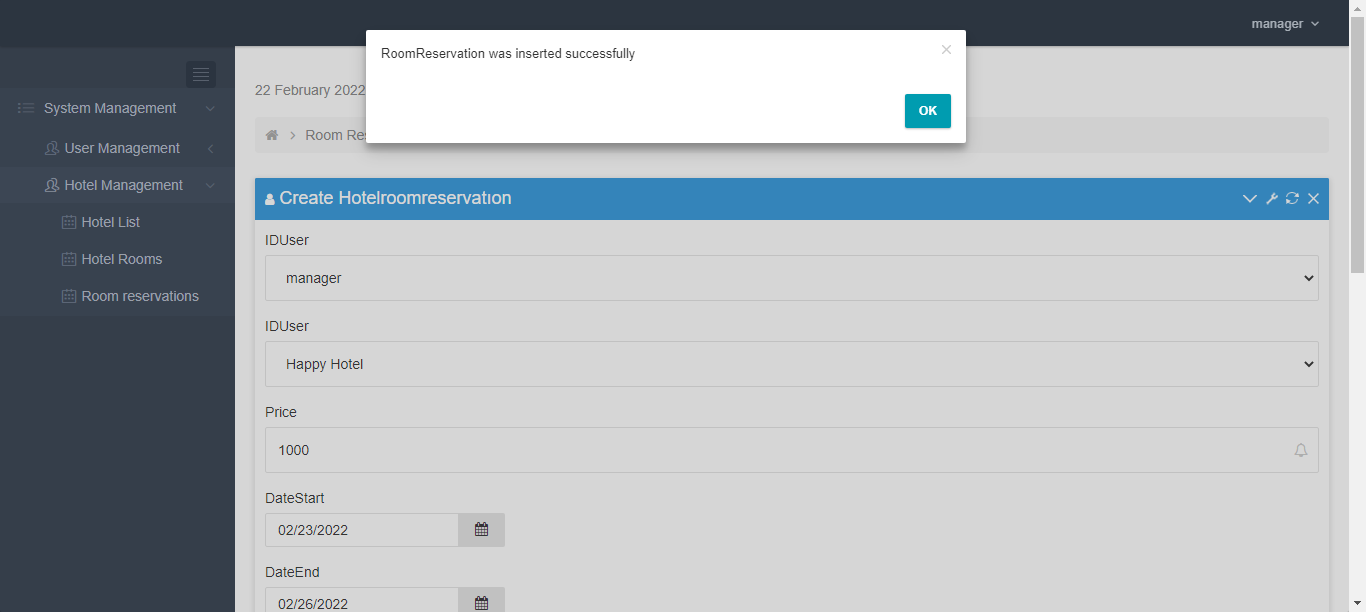 manager
RoomReservation was inserted successfully
×
OK
System Management
User Management
Hotel Management
Hotel List
Hotel Rooms
Room reservations
22 February 2022
Room Res
Create Hotelroomreservatıon
IDUser
manager
IDUser
Happy Hotel
Price
1000
DateStart
02/23/2022
DateEnd
02/26/2022